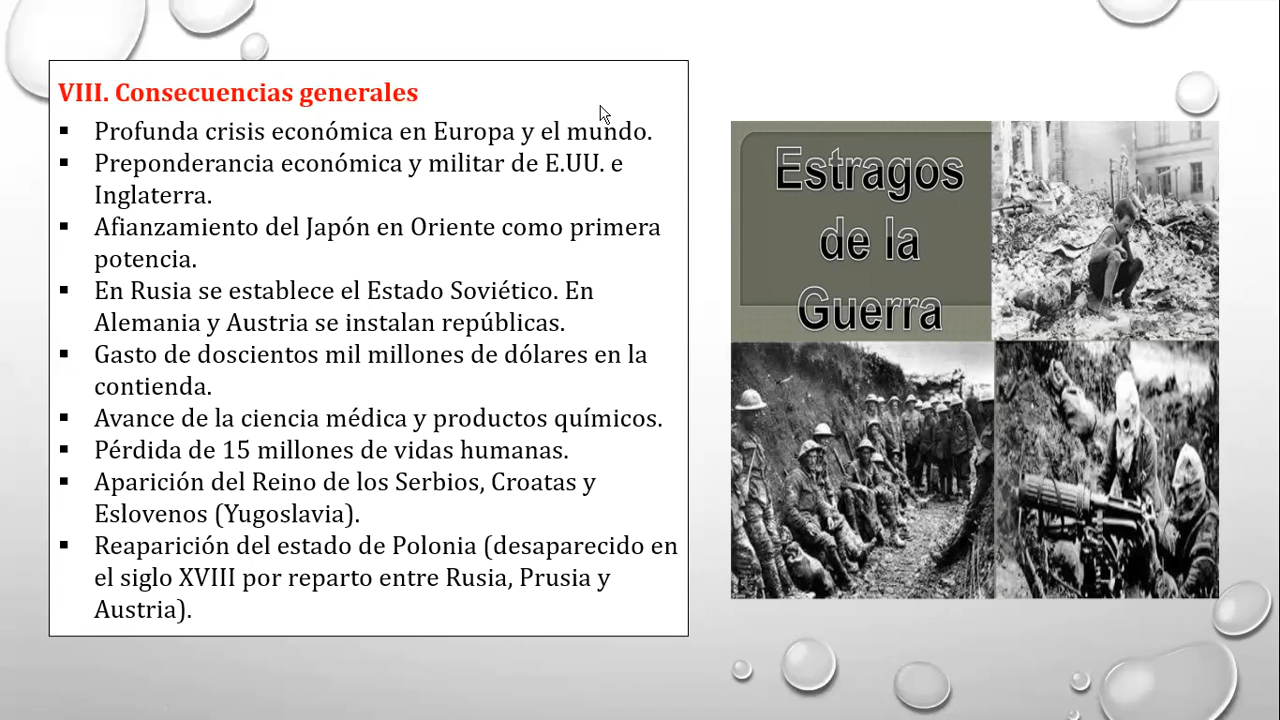 VIII. Consecuencias generales
▪ Profunda crisis económica en Europa y el mundo.
▪ Preponderancia económica y militar de E.UU. e
Inglaterra.
▪ Afianzamiento del Japón en Oriente como primera
potencia.
▪ En Rusia se establece el Estado Soviético. En
Alemania y Austria se instalan repúblicas.
▪ Gasto de doscientos mil millones de dólares en la
contienda.
▪ Avance de la ciencia médica y productos químicos.
▪ Pérdida de 15 millones de vidas humanas.
▪ Aparición del Reino de los Serbios, Croatas y
Eslovenos (Yugoslavia).
▪ Reaparición del estado de Polonia (desaparecido en
el siglo XVIII por reparto entre Rusia, Prusia y
Austria).
Estragos
de la
Guerra